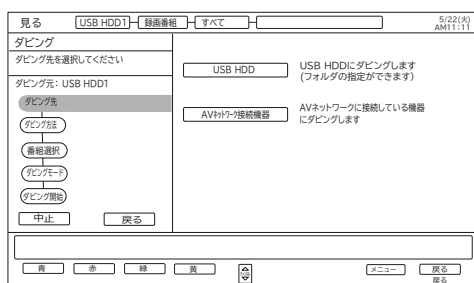 見る USB HDD1 録画番組 すべて 5/22(火)
AM11:11
ダビング
ダビング先を選択してください
ダビング元: USB HDD1
ダビング先
ダビング方法
番組選択
ダビングモード
ダビング開始
中止 戻る
USB HDD USB HDDにダビングします
(フォルダの指定ができます)
AVネットワーク接続機器 AVネットワークに接続している機器
にダビングします
青 赤 緑 黄 メニュー 戻る
戻る